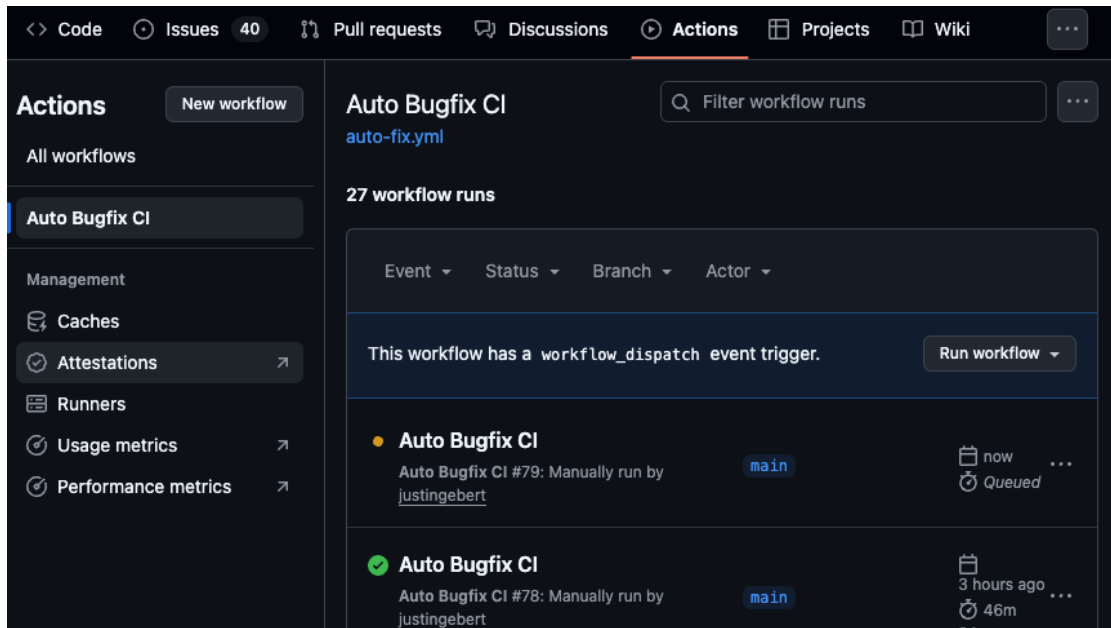 Code Issues 40 Pull requests Discussions Actions Projects Wiki
Actions
New workflow
All workflows
Auto Bugfix CI
Management
Caches
Attestations
Runners
Usage metrics
Performance metrics
Auto Bugfix CI
auto-fix.yml
Filter workflow runs
27 workflow runs
Event Status Branch Actor
This workflow has a workflow_dispatch event trigger.
Run workflow
Auto Bugfix CI
Auto Bugfix CI #79: Manually run by
justingebert
main
now
Queued
Auto Bugfix CI
Auto Bugfix CI #78: Manually run by
justingebert
main
3 hours ago
46m